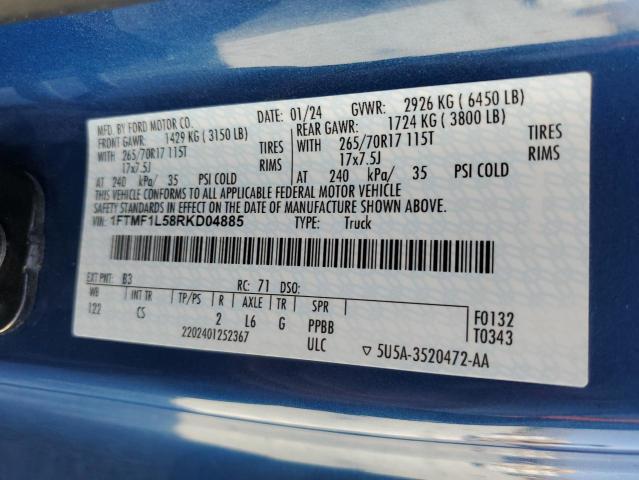 MFD. BY FORD MOTOR CO. DATE: 01/24 GVWR: 2926 KG ( 6450 LB)
FRONT GAWR: 1429 KG ( 3150 LB) REAR GAWR: 1724 KG ( 3800 LB)
WITH 265/70R17 115T TIRES WITH 265/70R17 115T TIRES
17x7.5J RIMS 17x7.5J RIMS
AT 240 kPa/ 35 PSI COLD AT 240 kPa/ 35 PSI COLD
THIS VEHICLE CONFORMS TO ALL APPLICABLE FEDERAL MOTOR VEHICLE
SAFETY STANDARDS IN EFFECT ON THE DATE OF MANUFACTURE SHOWN ABOVE
VIN: 1FTMF1L58RKD04885 TYPE: Truck
EXT PNT: B3 RC: 71 DSO:
WB INT TR TP/PS R AXLE TR SPR
122 CS 2 L6 G PPBB F0132
2202401252367 ULC T0343
5U5A-3520472-AA